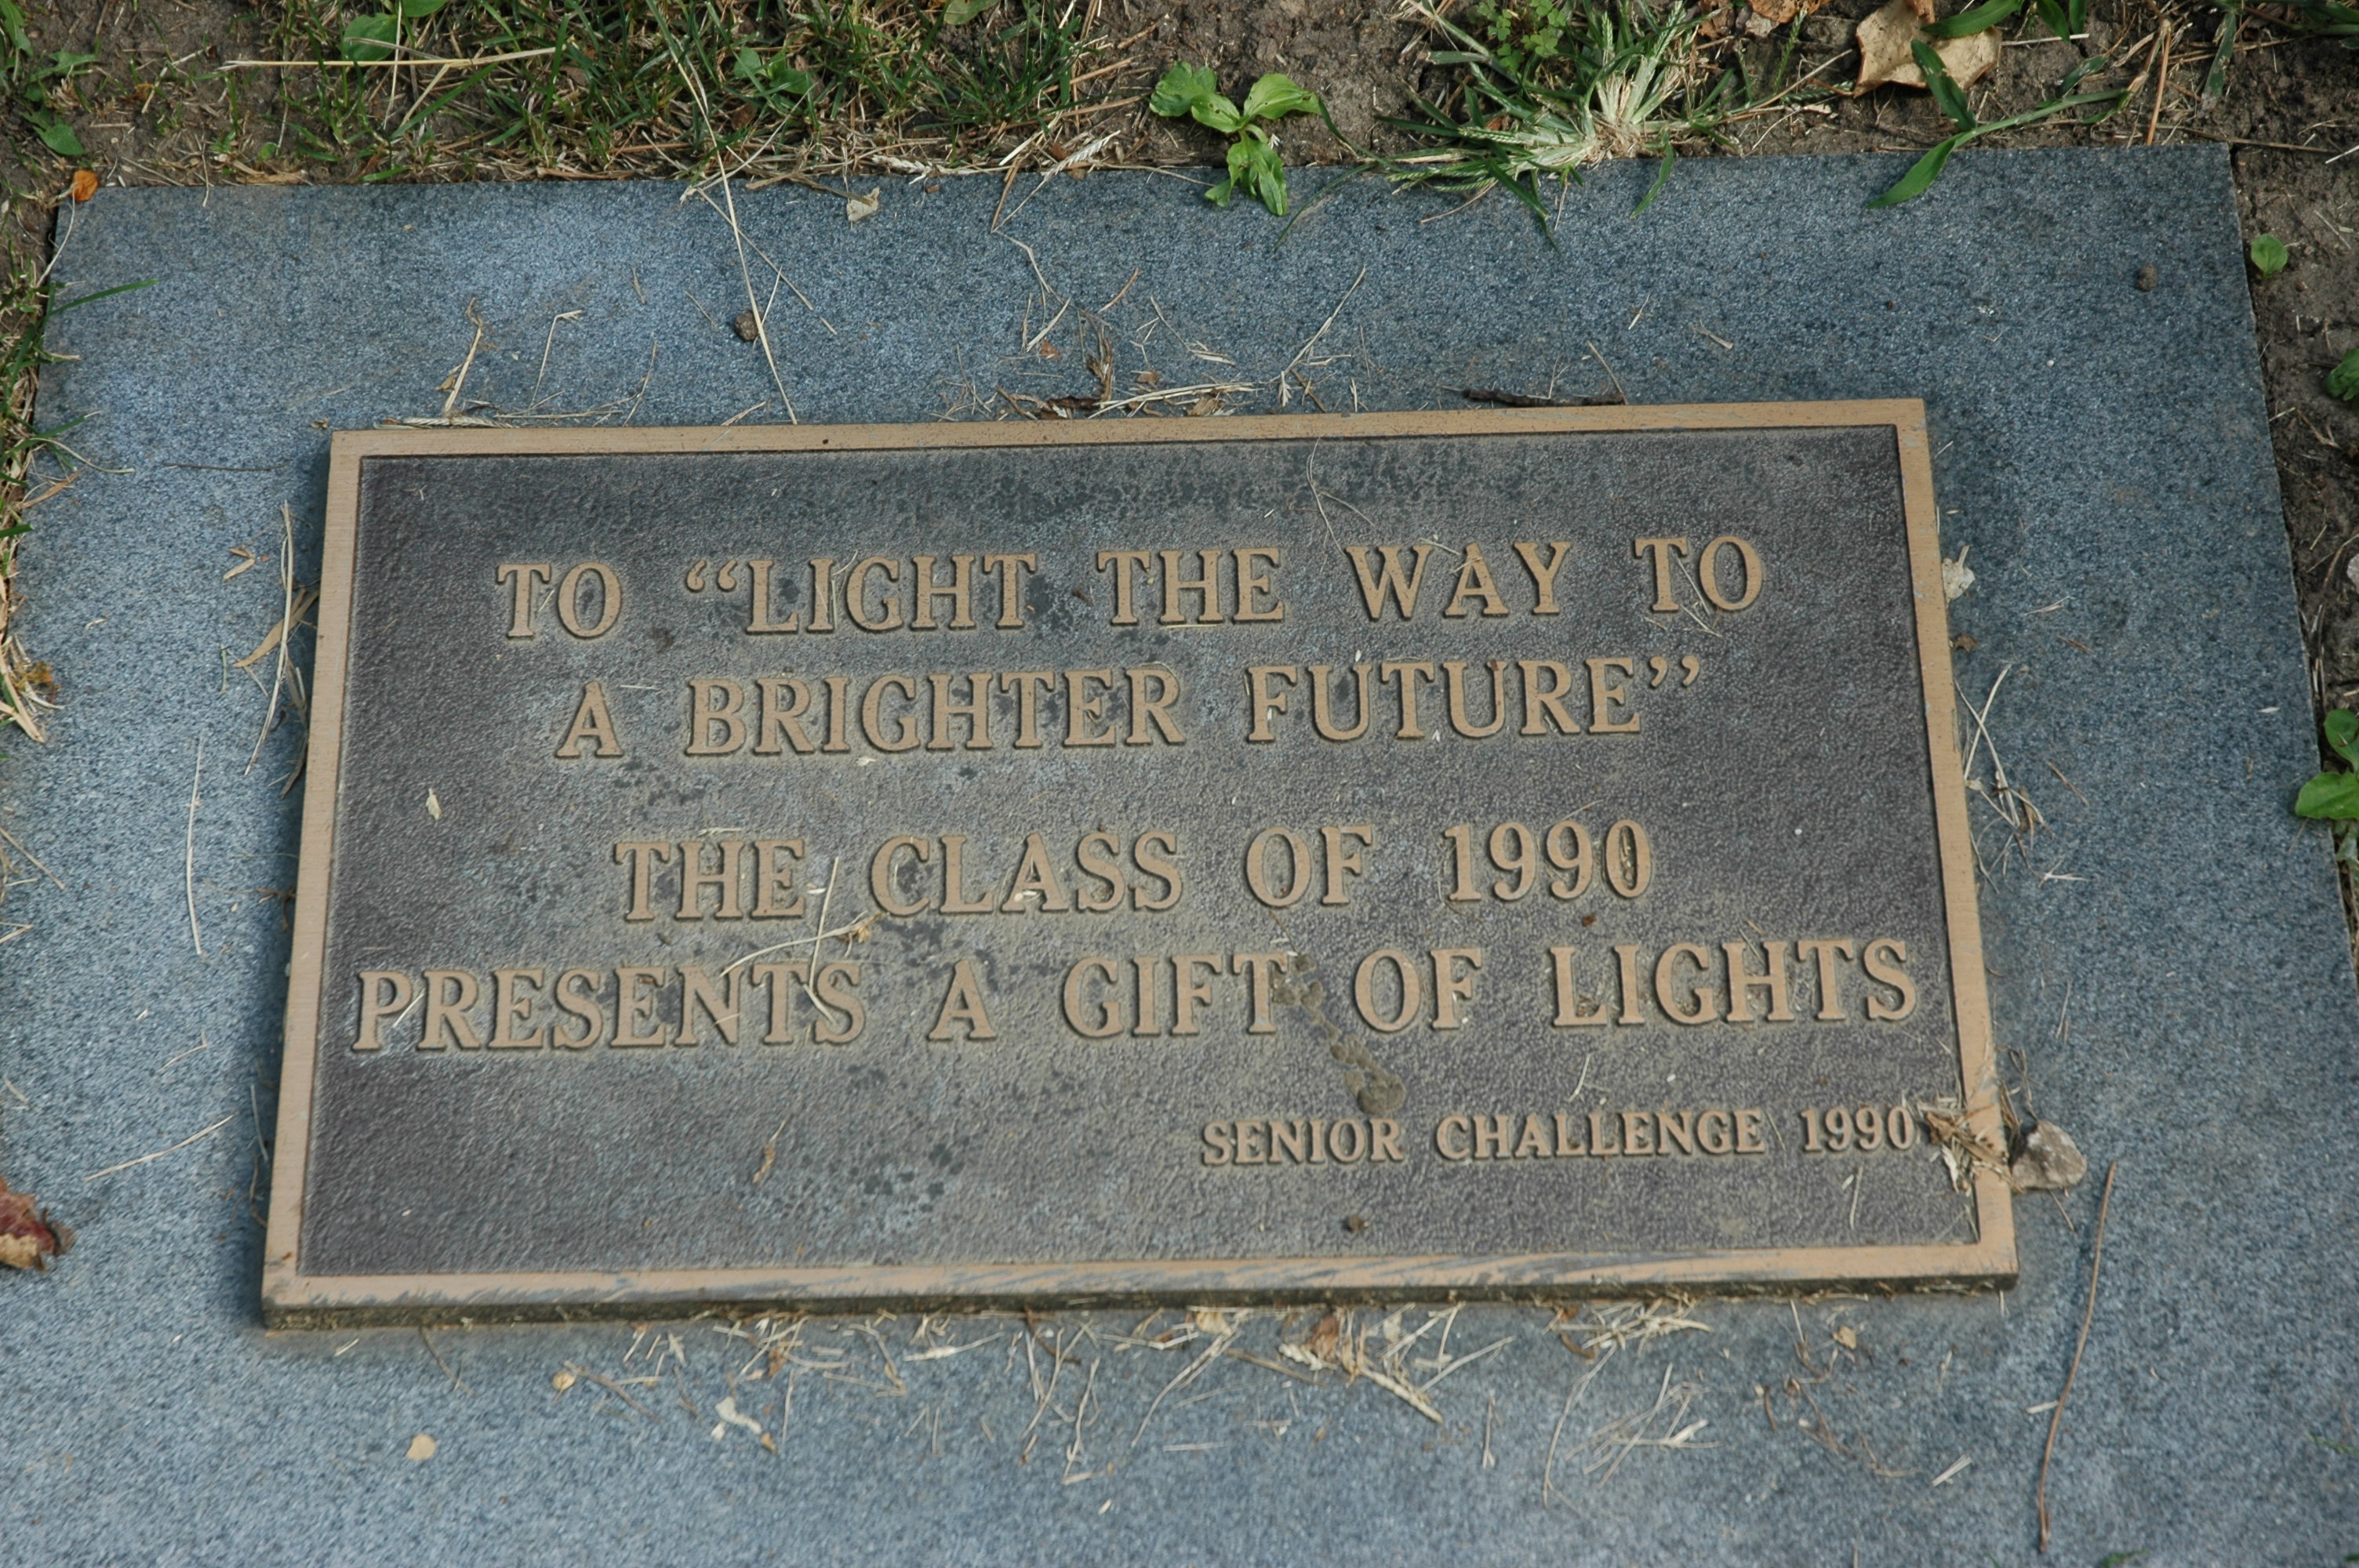 TO “LIGHT THE WAY TO
A BRIGHTER FUTURE”
THE CLASS OF 1990
PRESENTS A GIFT OF LIGHTS
SENIOR CHALLENGE 1990